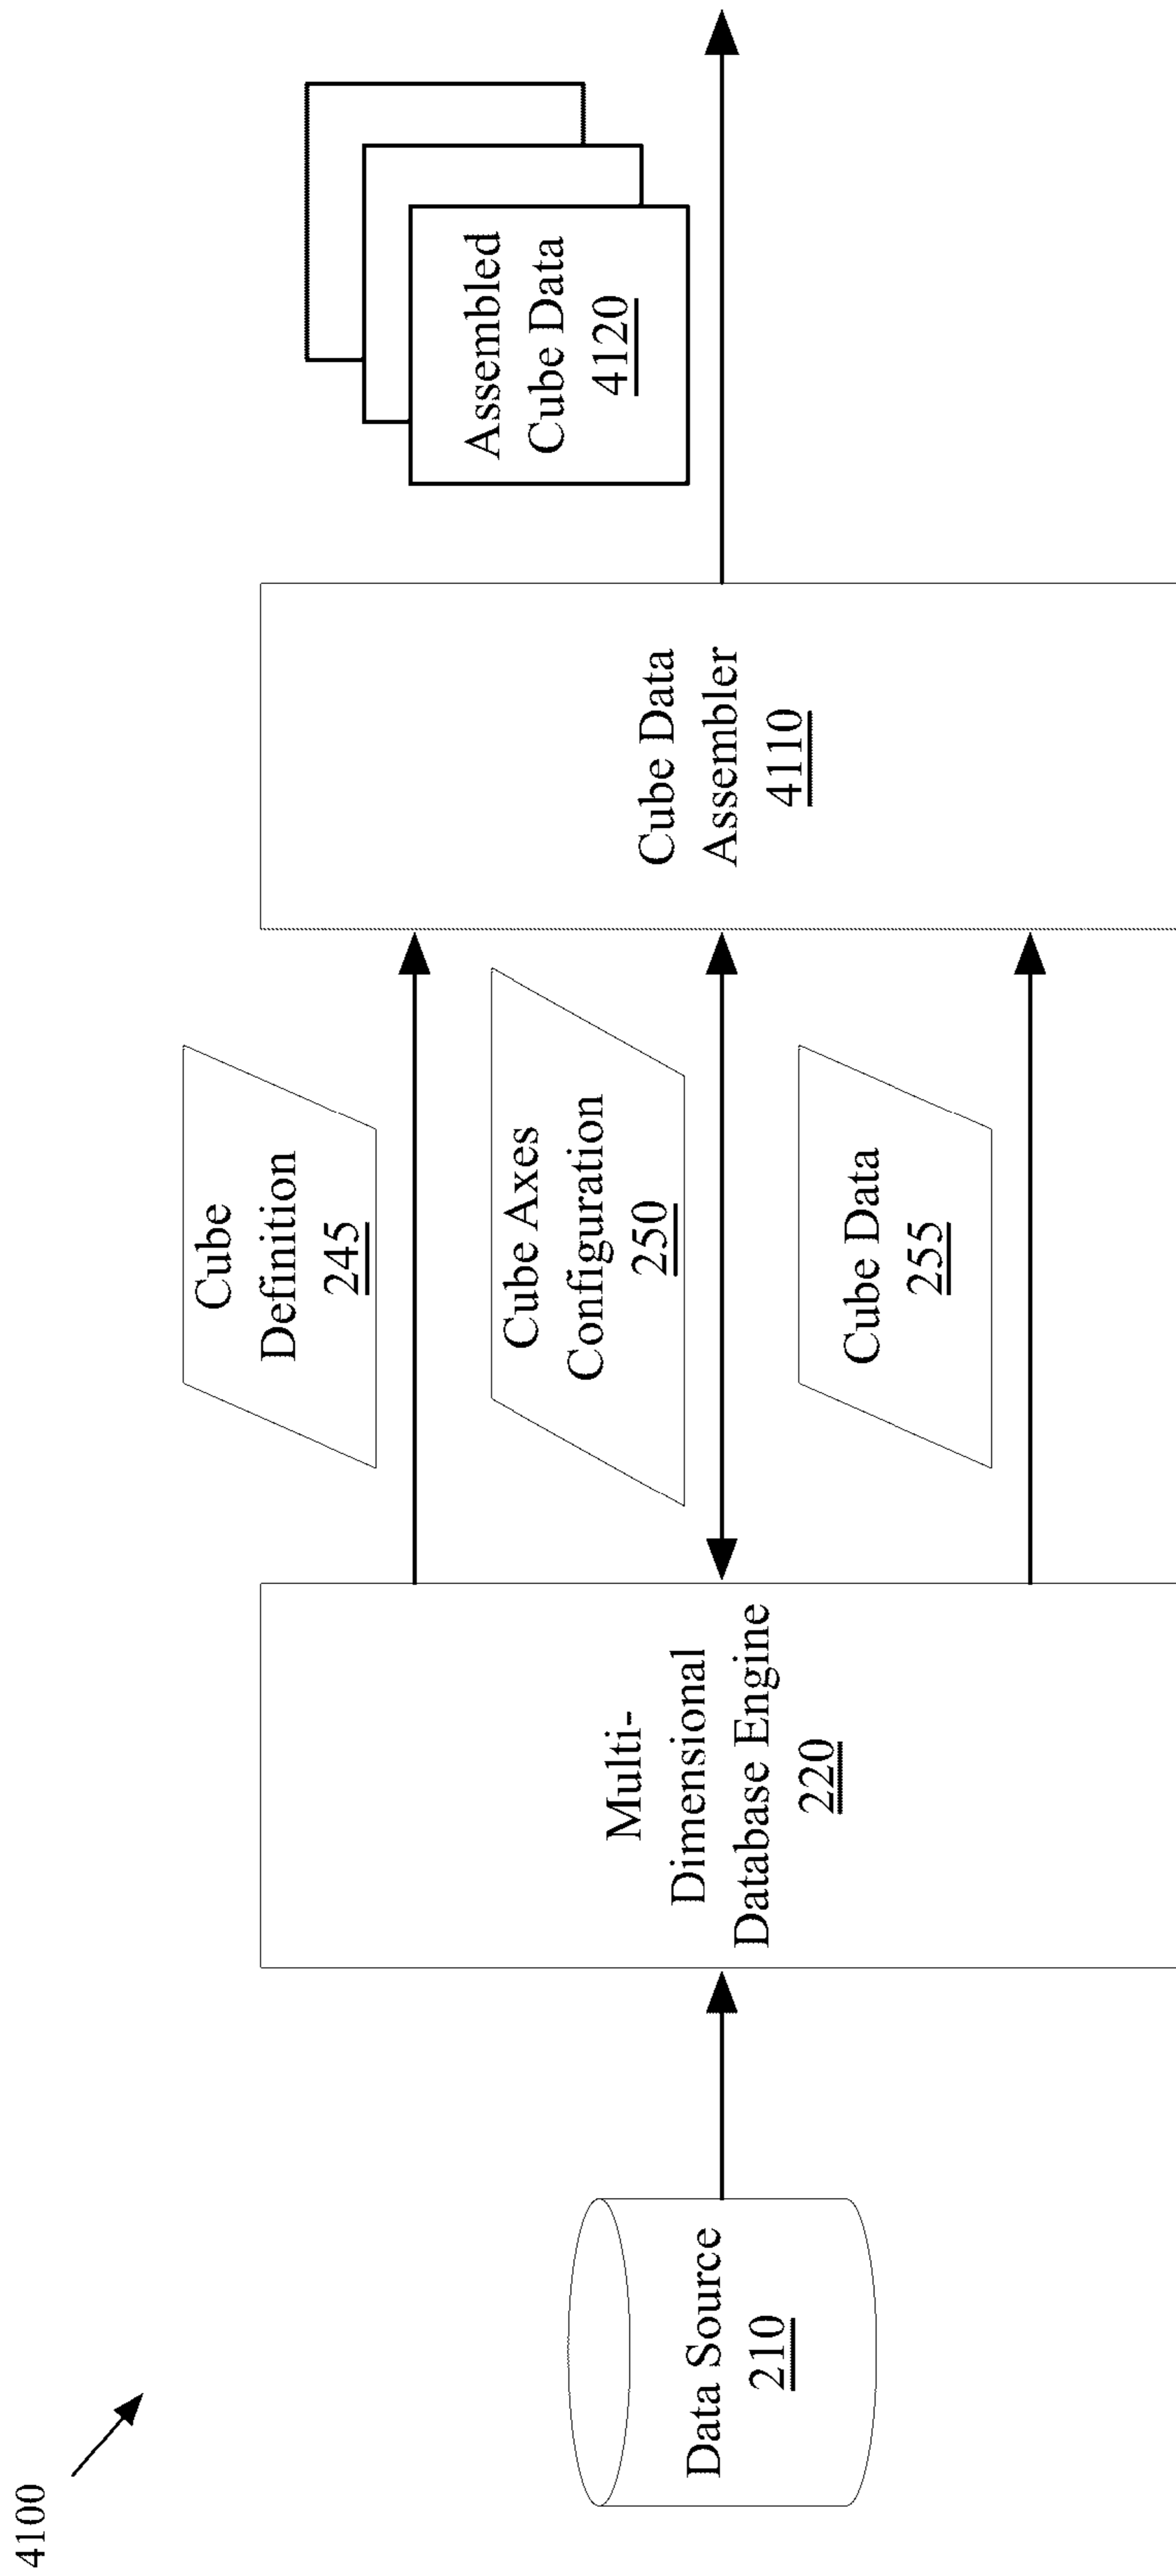 4100
Data Source
210
Multi-
Dimensional
Database Engine
220
Cube
Definition
245
Cube Axes
Configuration
250
Cube Data
255
Cube Data
Assembler
4110
Assembled
Cube Data
4120